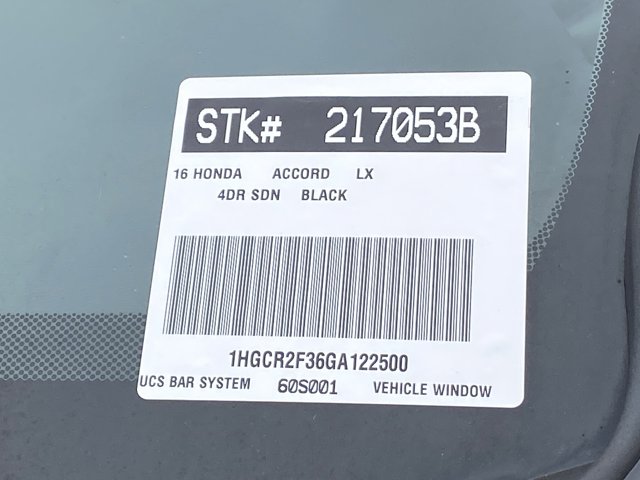 STK# 217053B
16 HONDA ACCORD LX
4DR SDN BLACK
1HGCR2F36GA122500
UCS BAR SYSTEM 60S001 VEHICLE WINDOW